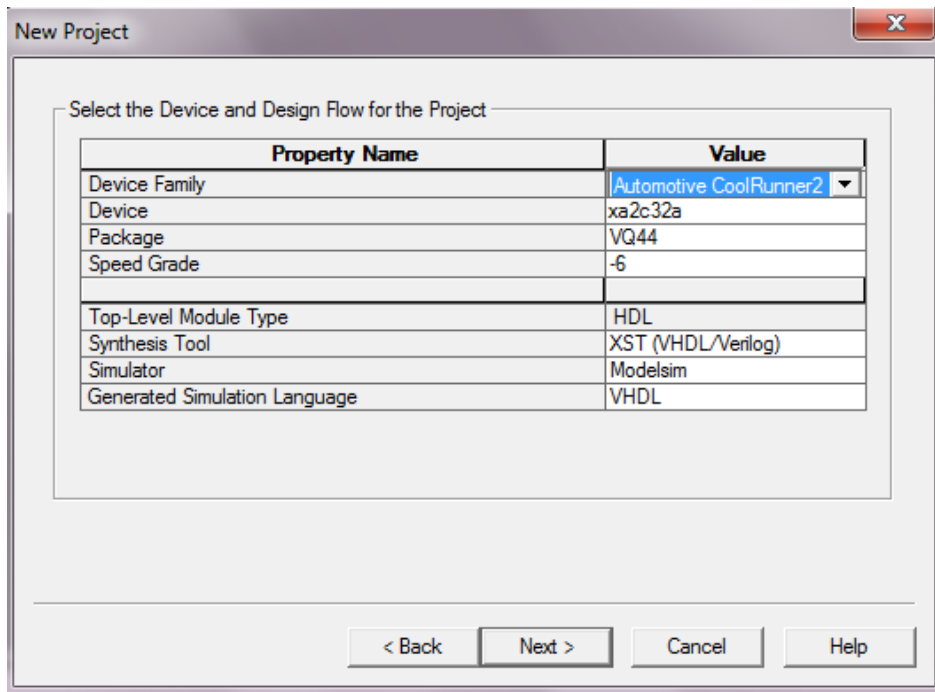 New Project
Select the Device and Design Flow for the Project
Property Name Value
Device Family Automotive CoolRunner2
Device xa2c32a
Package VQ44
Speed Grade -6
Top-Level Module Type HDL
Synthesis Tool XST (VHDL/Verilog)
Simulator Modelsim
Generated Simulation Language VHDL
< Back Next > Cancel Help